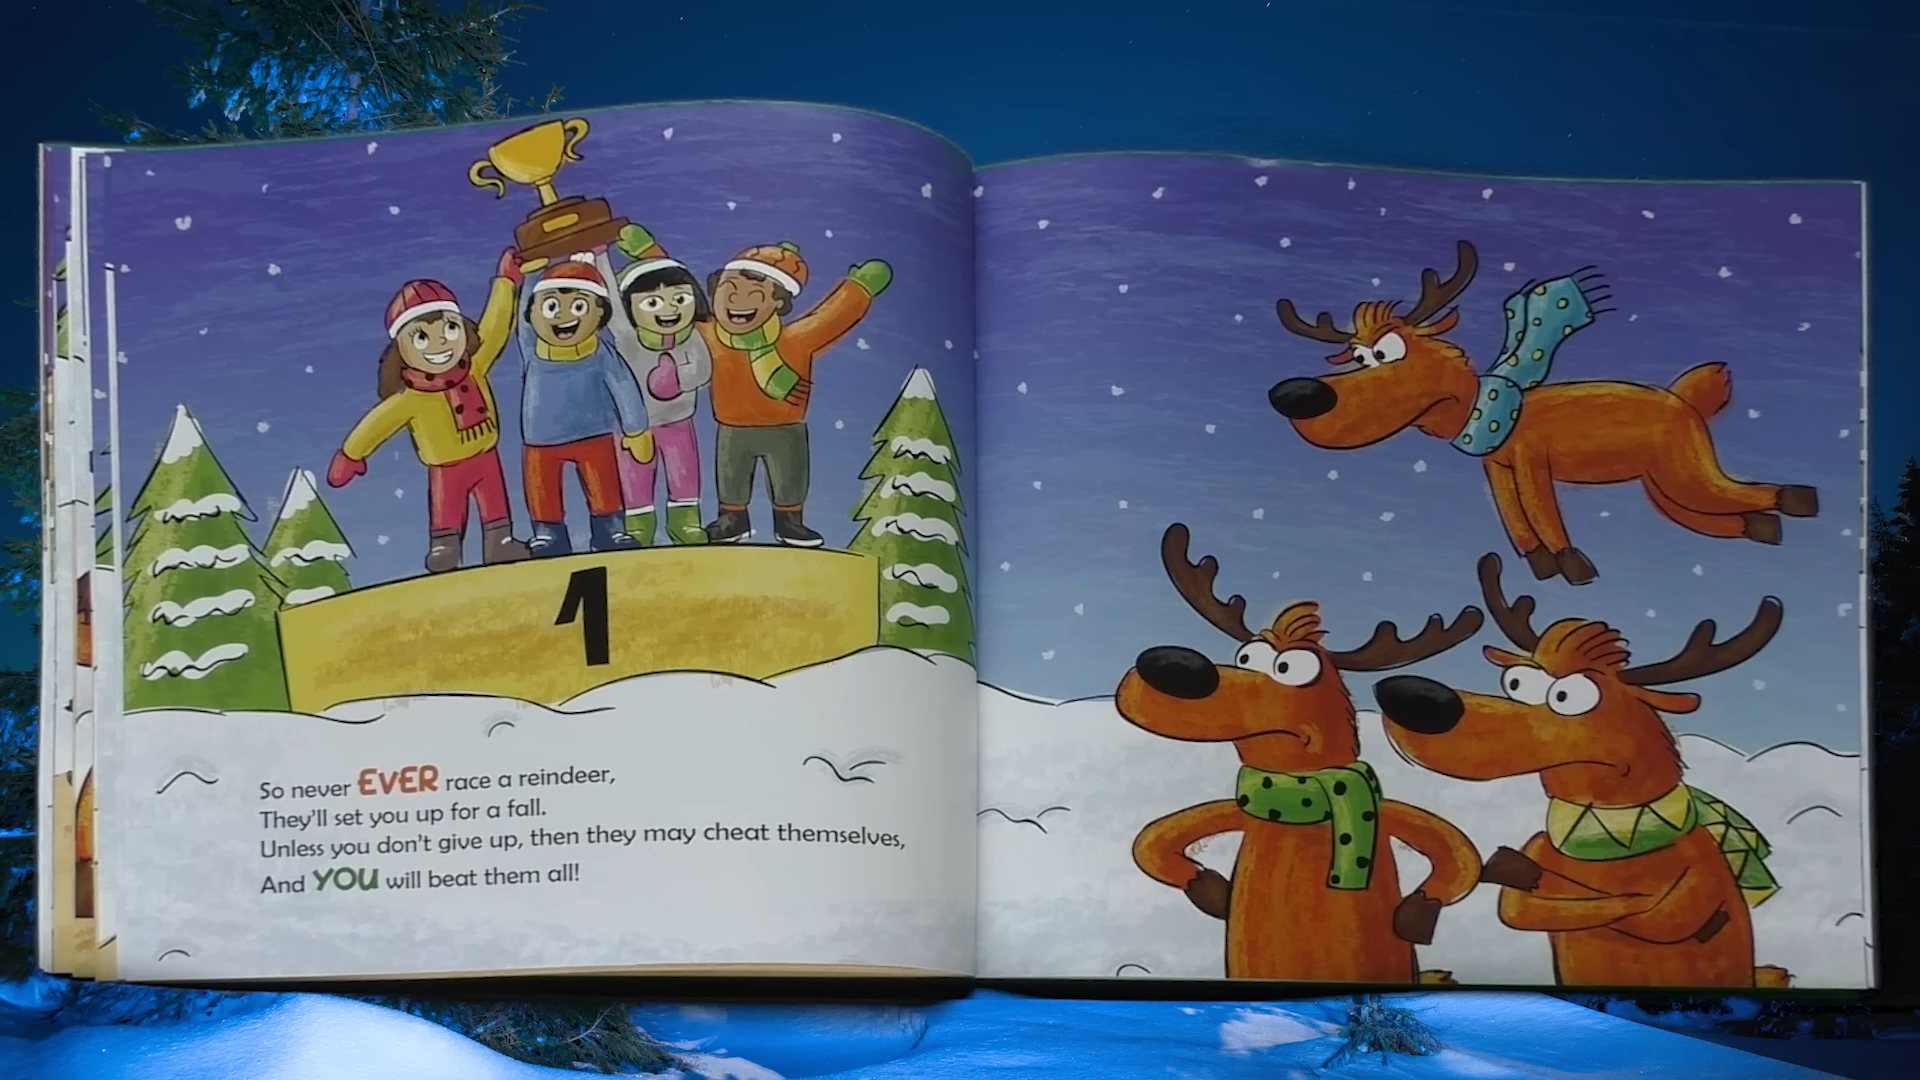 1
So never EVER race a reindeer,
They'll set you up for a fall.
Unless you don't give up, then they may cheat themselves,
And YOU will beat them all!